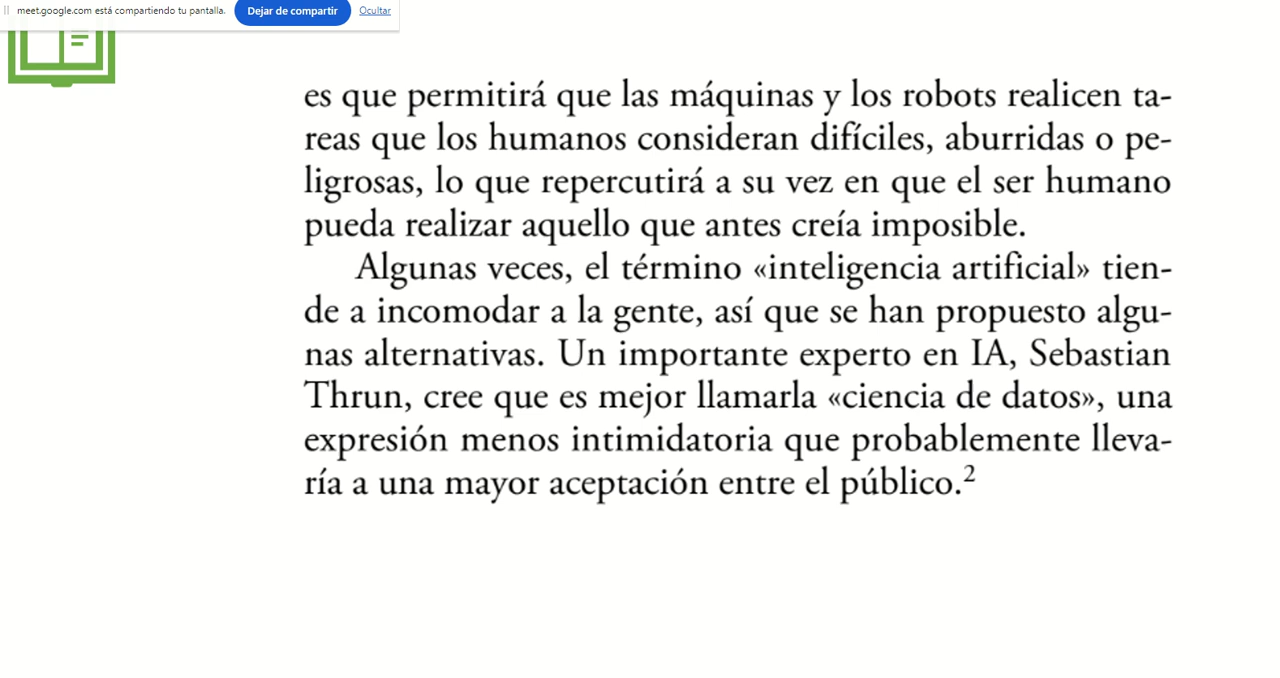 meet.google.com está compartiendo tu pantalla. Dejar de compartir Ocultar
es que permitirá que las máquinas y los robots realicen ta-
reas que los humanos consideran difíciles, aburridas o pe-
ligrosas, lo que repercutirá a su vez en que el ser humano
pueda realizar aquello que antes creía imposible.
Algunas veces, el término «inteligencia artificial» tien-
de a incomodar a la gente, así que se han propuesto algu-
nas alternativas. Un importante experto en IA, Sebastian
Thrun, cree que es mejor llamarla «ciencia de datos», una
expresión menos intimidatoria que probablemente lleva-
ría a una mayor aceptación entre el público.²